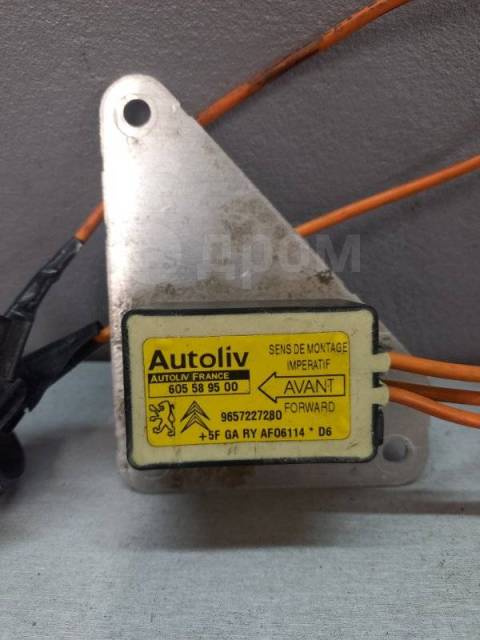 дром
Autoliv
AUTOLIV FRANCE
605 58 95 00
SENS DE MONTAGE
IMPERATIF
AVANT
FORWARD
9657227280
+5F GA RY AF06114 * D6